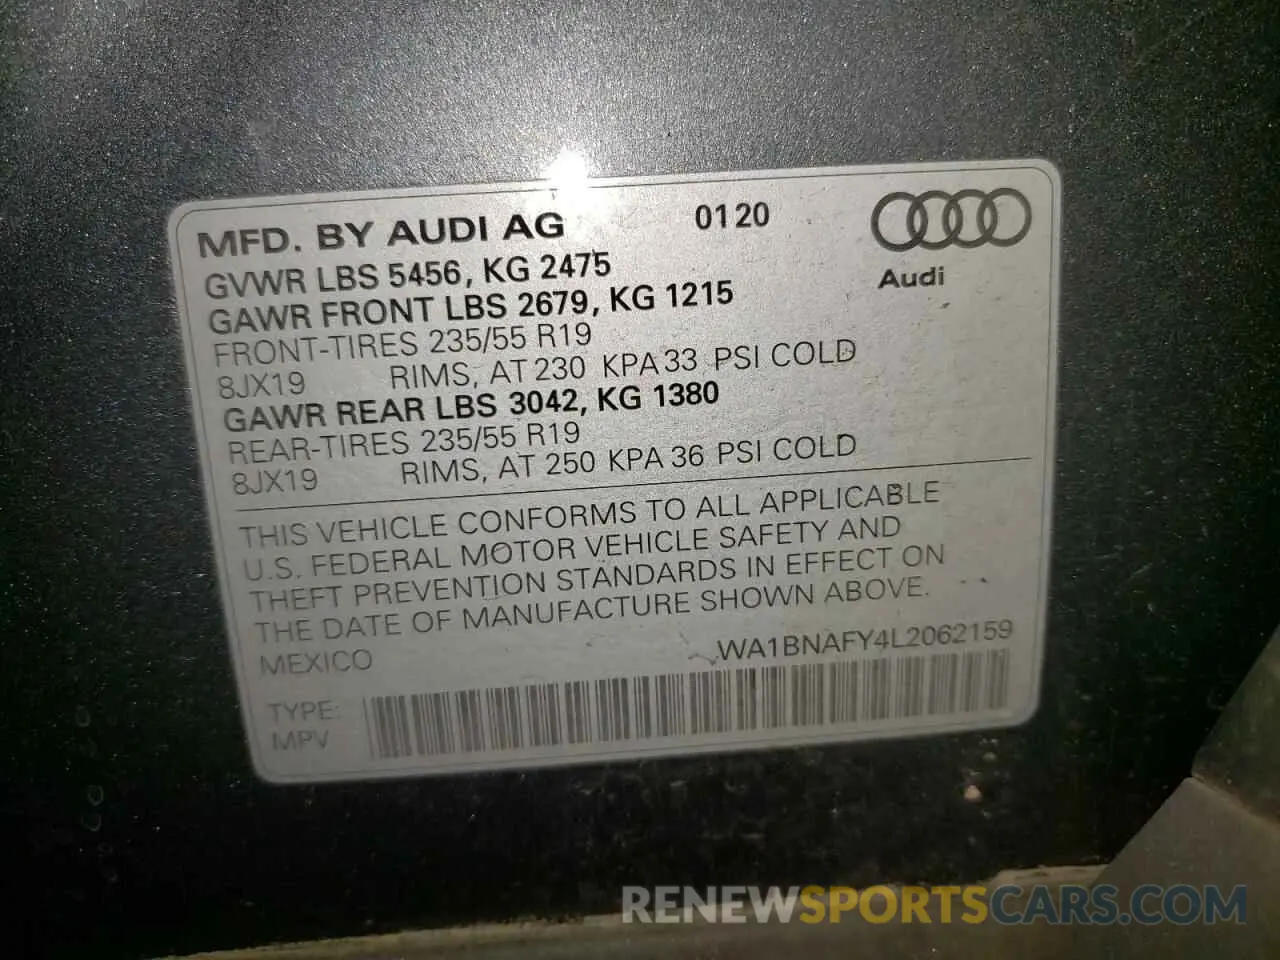 MFD. BY AUDI AG 0120
Audi
GVWR LBS 5456, KG 2475
GAWR FRONT LBS 2679, KG 1215
FRONT-TIRES 235/55 R19
8JX19 RIMS, AT 230 KPA 33 PSI COLD
GAWR REAR LBS 3042, KG 1380
REAR-TIRES 235/55 R19
8JX19 RIMS, AT 250 KPA 36 PSI COLD
THIS VEHICLE CONFORMS TO ALL APPLICABLE
U.S. FEDERAL MOTOR VEHICLE SAFETY AND
THEFT PREVENTION STANDARDS IN EFFECT ON
THE DATE OF MANUFACTURE SHOWN ABOVE.
MEXICO WA1BNAFY4L2062159
TYPE:
MPV
RENEWSPORTSCARS.COM